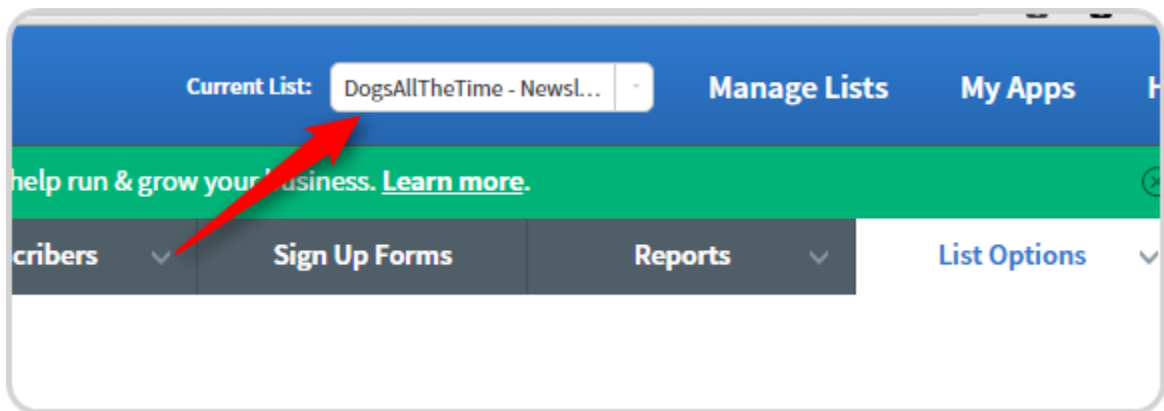 Current List: DogsAllTheTime - Newsl... Manage Lists My Apps H
help run & grow your business. Learn more.
cribers Sign Up Forms Reports List Options